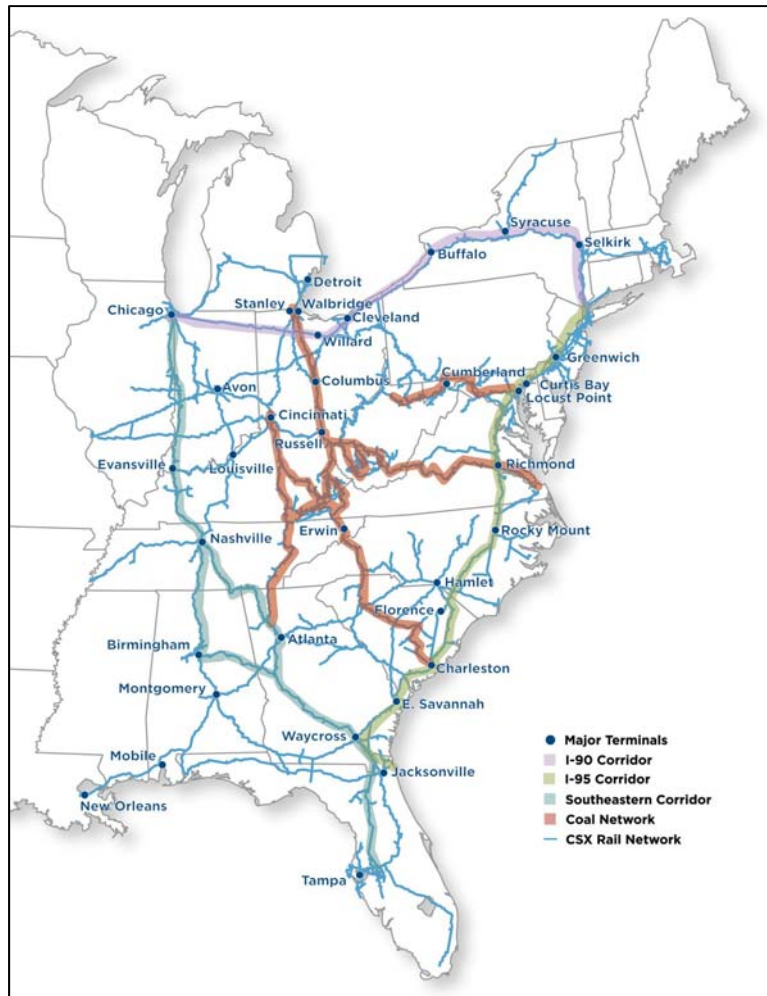 Syracuse
Selkirk
Buffalo
Detroit
Stanley
Walbridge
Chicago
Cleveland
Willard
Greenwich
Columbus
Cumberland
Curtis Bay
Locust Point
Avon
Cincinnati
Russell
Evansville
Louisville
Richmond
Erwin
Rocky Mount
Nashville
Hamlet
Florence
Atlanta
Birmingham
Charleston
Montgomery
E. Savannah
Waycross
Mobile
Jacksonville
New Orleans
Tampa
Major Terminals
I-90 Corridor
I-95 Corridor
Southeastern Corridor
Coal Network
CSX Rail Network